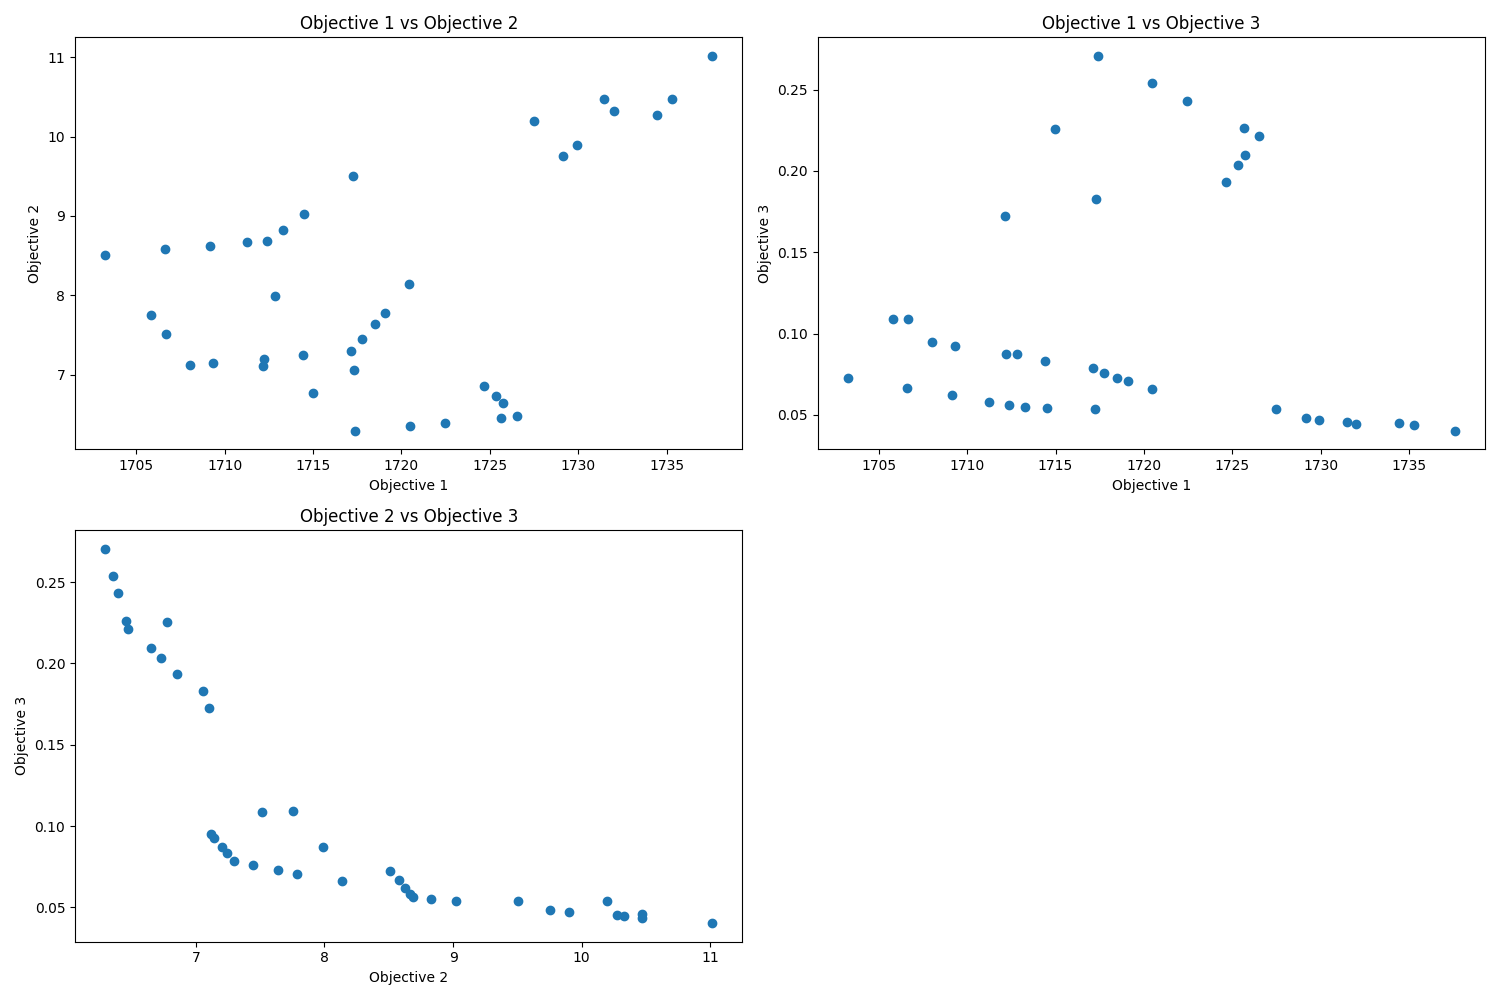 Objective 1 vs Objective 2
11
10
9
8
7
Objective 2
1705 1710 1715 1720 1725 1730 1735
Objective 1
Objective 1 vs Objective 3
0.25
0.20
0.15
0.10
0.05
Objective 3
1705 1710 1715 1720 1725 1730 1735
Objective 1
Objective 2 vs Objective 3
0.25
0.20
0.15
0.10
0.05
Objective 3
7 8 9 10 11
Objective 2